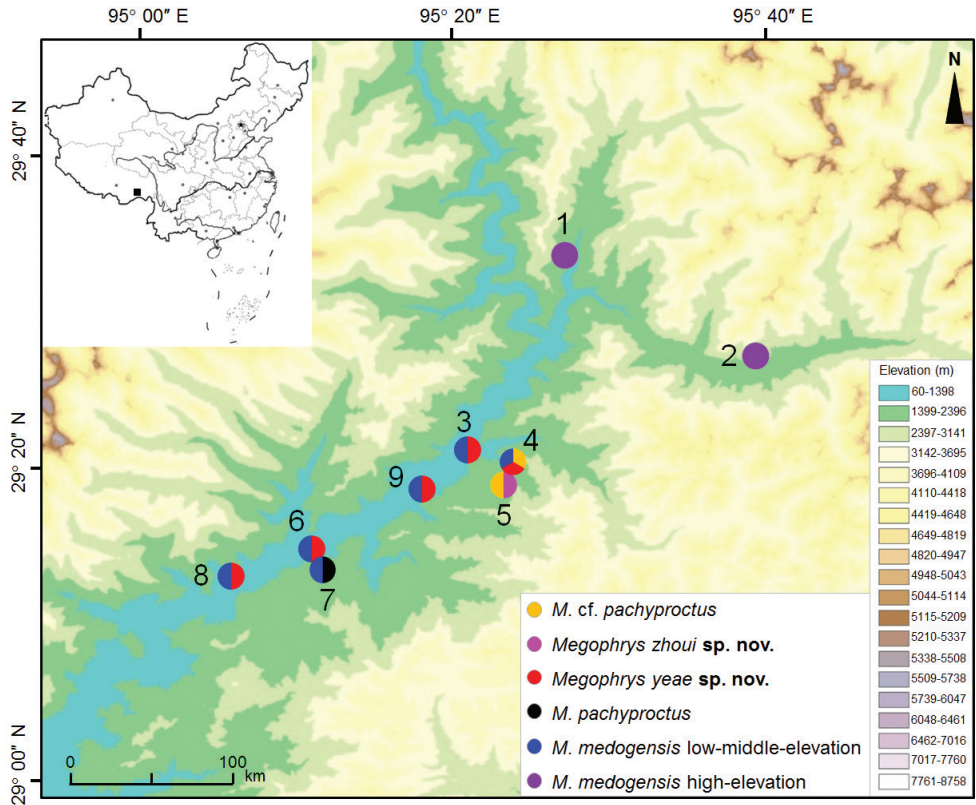 95° 00″ E
95° 20″ E
95° 40″ E
N
29° 40″ N
29° 20″ N
29° 00″ N
1
2
3
4
5
6
7
8
9
Elevation (m)
60-1398
1399-2396
2397-3141
3142-3695
3696-4109
4110-4418
4419-4648
4649-4819
4820-4947
4948-5043
5044-5114
5115-5209
5210-5337
5338-5508
5509-5738
5739-6047
6048-6461
6462-7016
7017-7760
7761-8758
M. cf. pachyproctus
Megophrys zhoui sp. nov.
Megophrys yeae sp. nov.
M. pachyproctus
M. medogensis low-middle-elevation
M. medogensis high-elevation
0 100
km